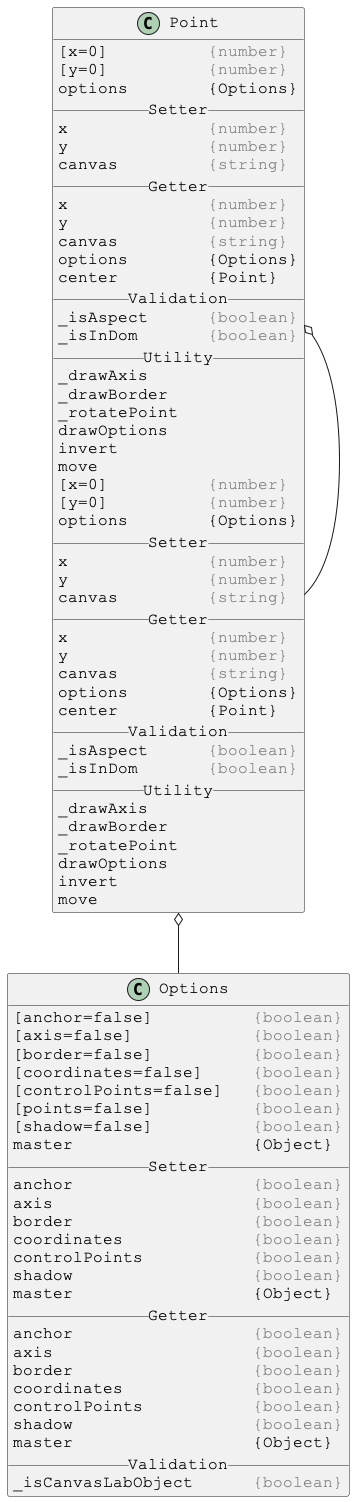 C Point
[x=0] {number}
[y=0] {number}
options {Options}
Setter
x {number}
y {number}
canvas {string}
Getter
x {number}
y {number}
canvas {string}
options {Options}
center {Point}
Validation
_isAspect {boolean}
_isInDom {boolean}
Utility
_drawAxis
_drawBorder
_rotatePoint
drawOptions
invert
move
[x=0] {number}
[y=0] {number}
options {Options}
Setter
x {number}
y {number}
canvas {string}
Getter
x {number}
y {number}
canvas {string}
options {Options}
center {Point}
Validation
_isAspect {boolean}
_isInDom {boolean}
Utility
_drawAxis
_drawBorder
_rotatePoint
drawOptions
invert
move
C Options
[anchor=false] {boolean}
[axis=false] {boolean}
[border=false] {boolean}
[coordinates=false] {boolean}
[controlPoints=false] {boolean}
[points=false] {boolean}
[shadow=false] {boolean}
master {Object}
Setter
anchor {boolean}
axis {boolean}
border {boolean}
coordinates {boolean}
controlPoints {boolean}
shadow {boolean}
master {Object}
Getter
anchor {boolean}
axis {boolean}
border {boolean}
coordinates {boolean}
controlPoints {boolean}
shadow {boolean}
master {Object}
Validation
_isCanvasLabObject {boolean}